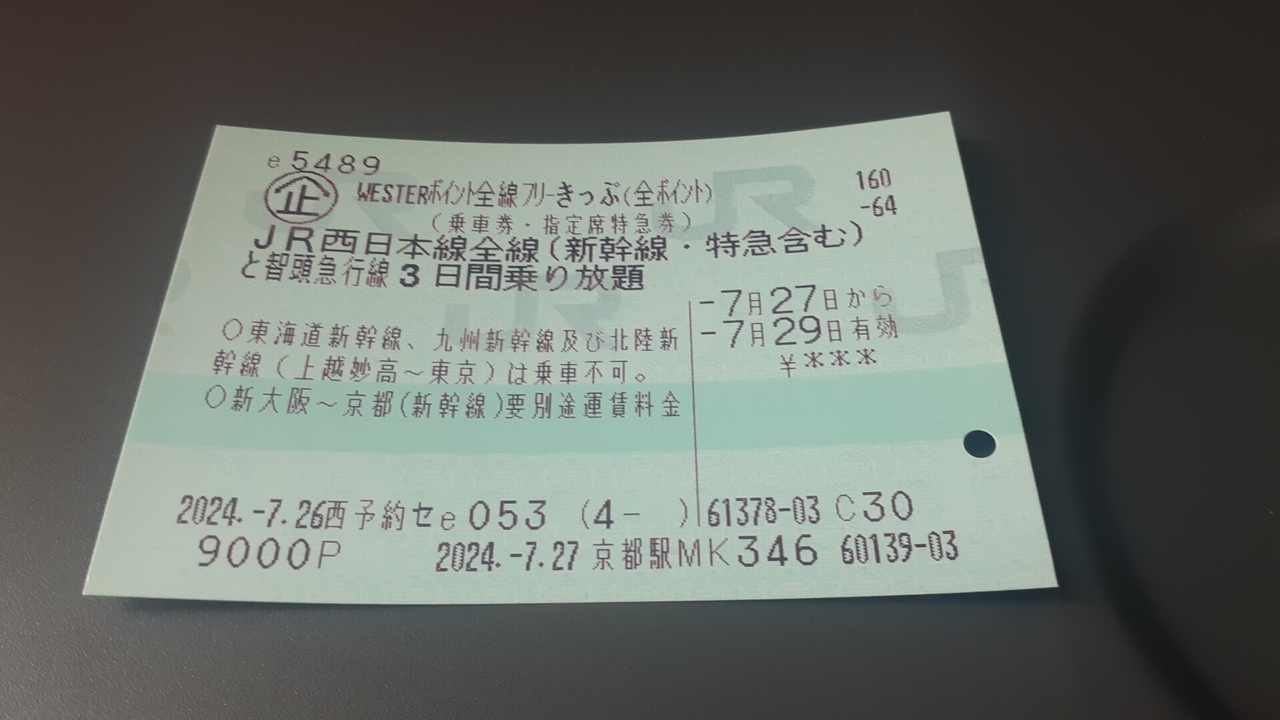 e5489
企 WESTERポイント全線フリーきっぷ(全ポイント)
160
-64
(乗車券・指定席特急券)
JR西日本線全線(新幹線・特急含む)
と智頭急行線3日間乗り放題
-7月27日から
-7月29日有効
¥***
○東海道新幹線、九州新幹線及び北陸新
幹線(上越妙高~東京)は乗車不可。
○新大阪~京都(新幹線)要別途運賃料金
2024.-7.26西予約セe053 (4- ) 61378-03 C30
9000P 2024.-7.27 京都駅MK346 60139-03